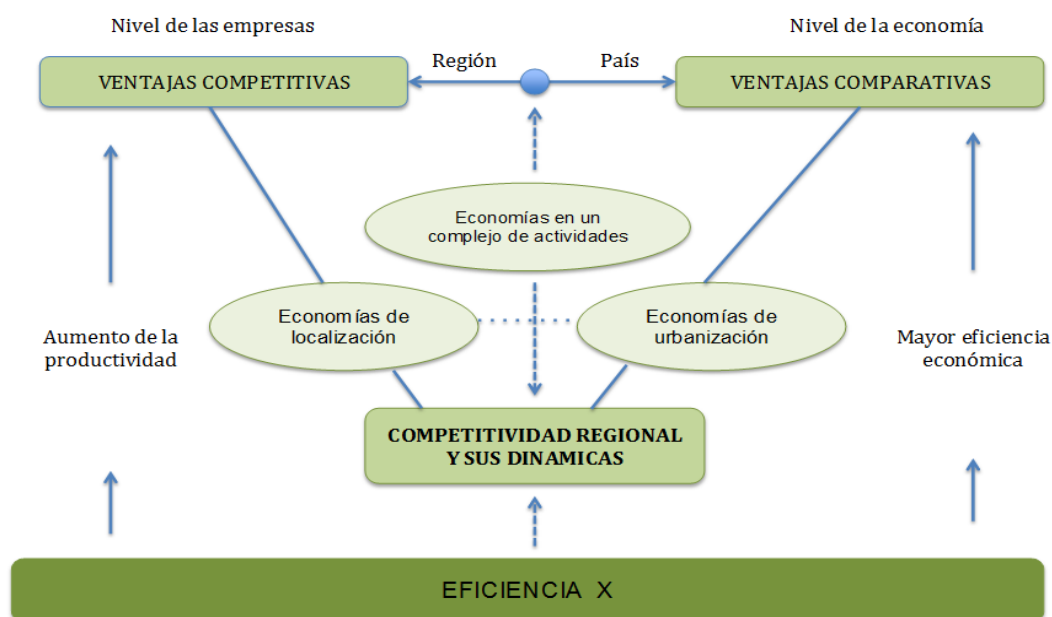 Nivel de las empresas
Nivel de la economía
Región
País
VENTAJAS COMPETITIVAS
VENTAJAS COMPARATIVAS
Economías en un
complejo de actividades
Economías de
localización
Economías de
urbanización
Aumento de la
productividad
Mayor eficiencia
económica
COMPETITIVIDAD REGIONAL
Y SUS DINAMICAS
EFICIENCIA X